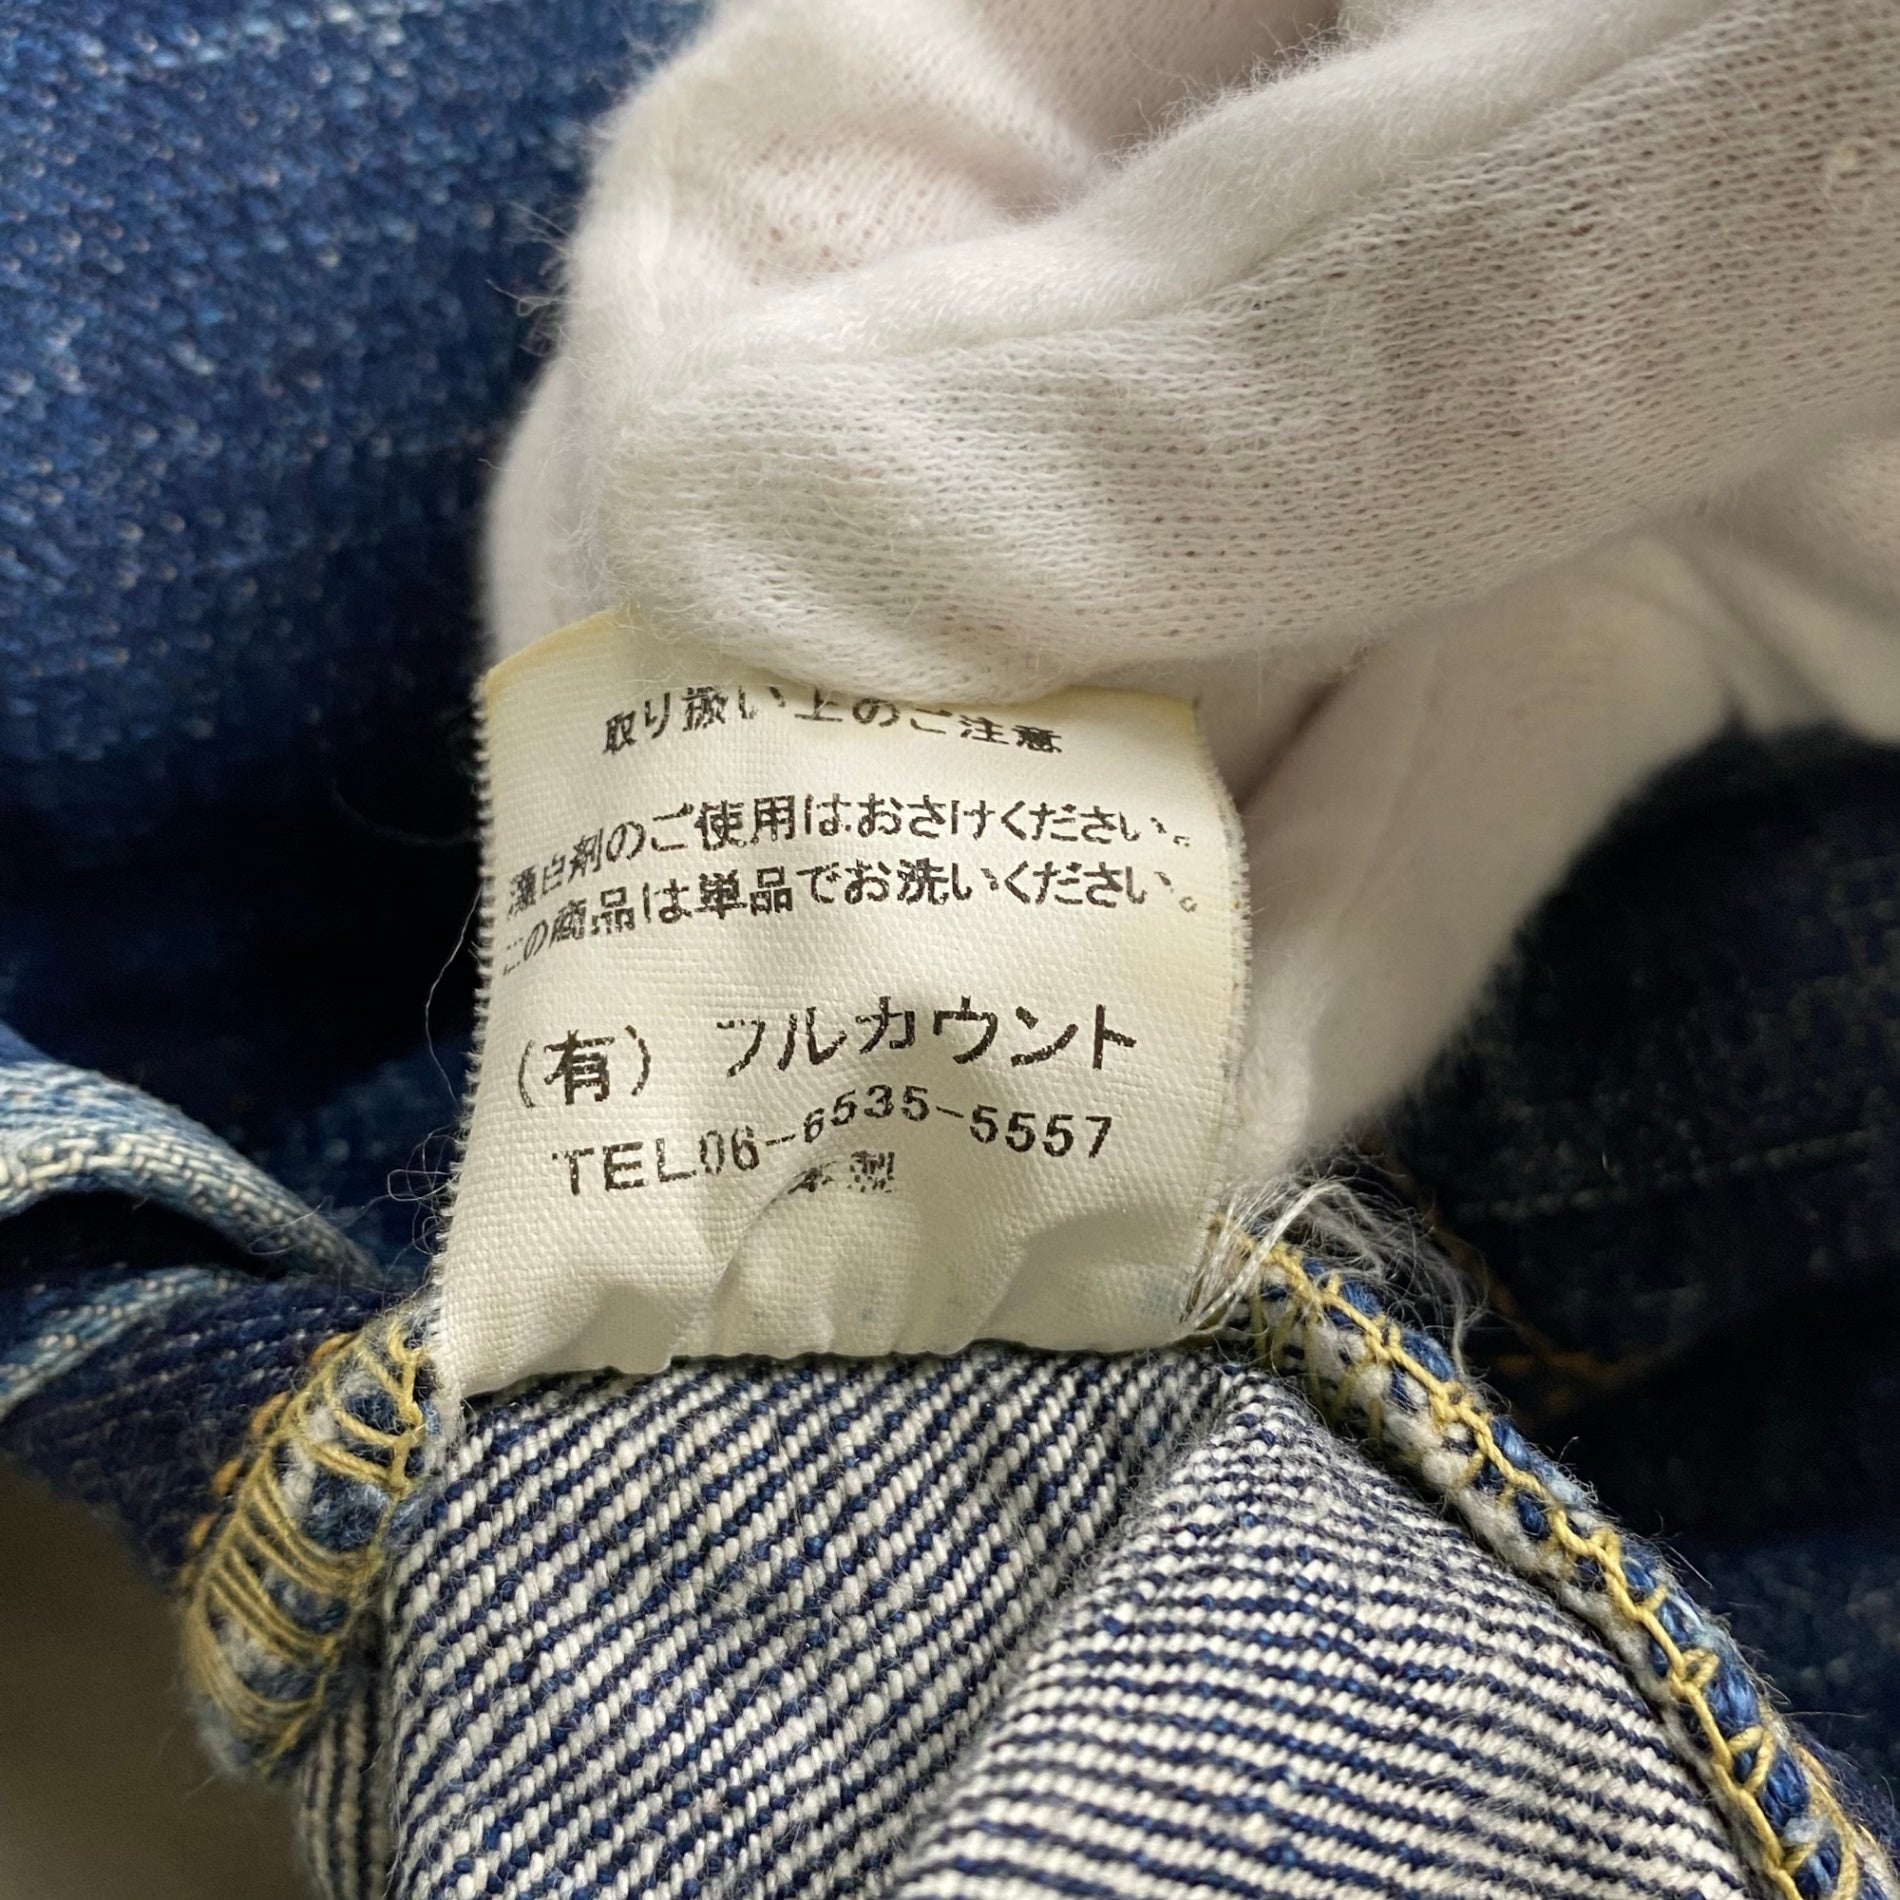 取り扱い上のご注意
漂白剤のご使用はおさけください。
この商品は単品でお洗いください。
(有) フルカウント
TEL06-6535-5557
本製